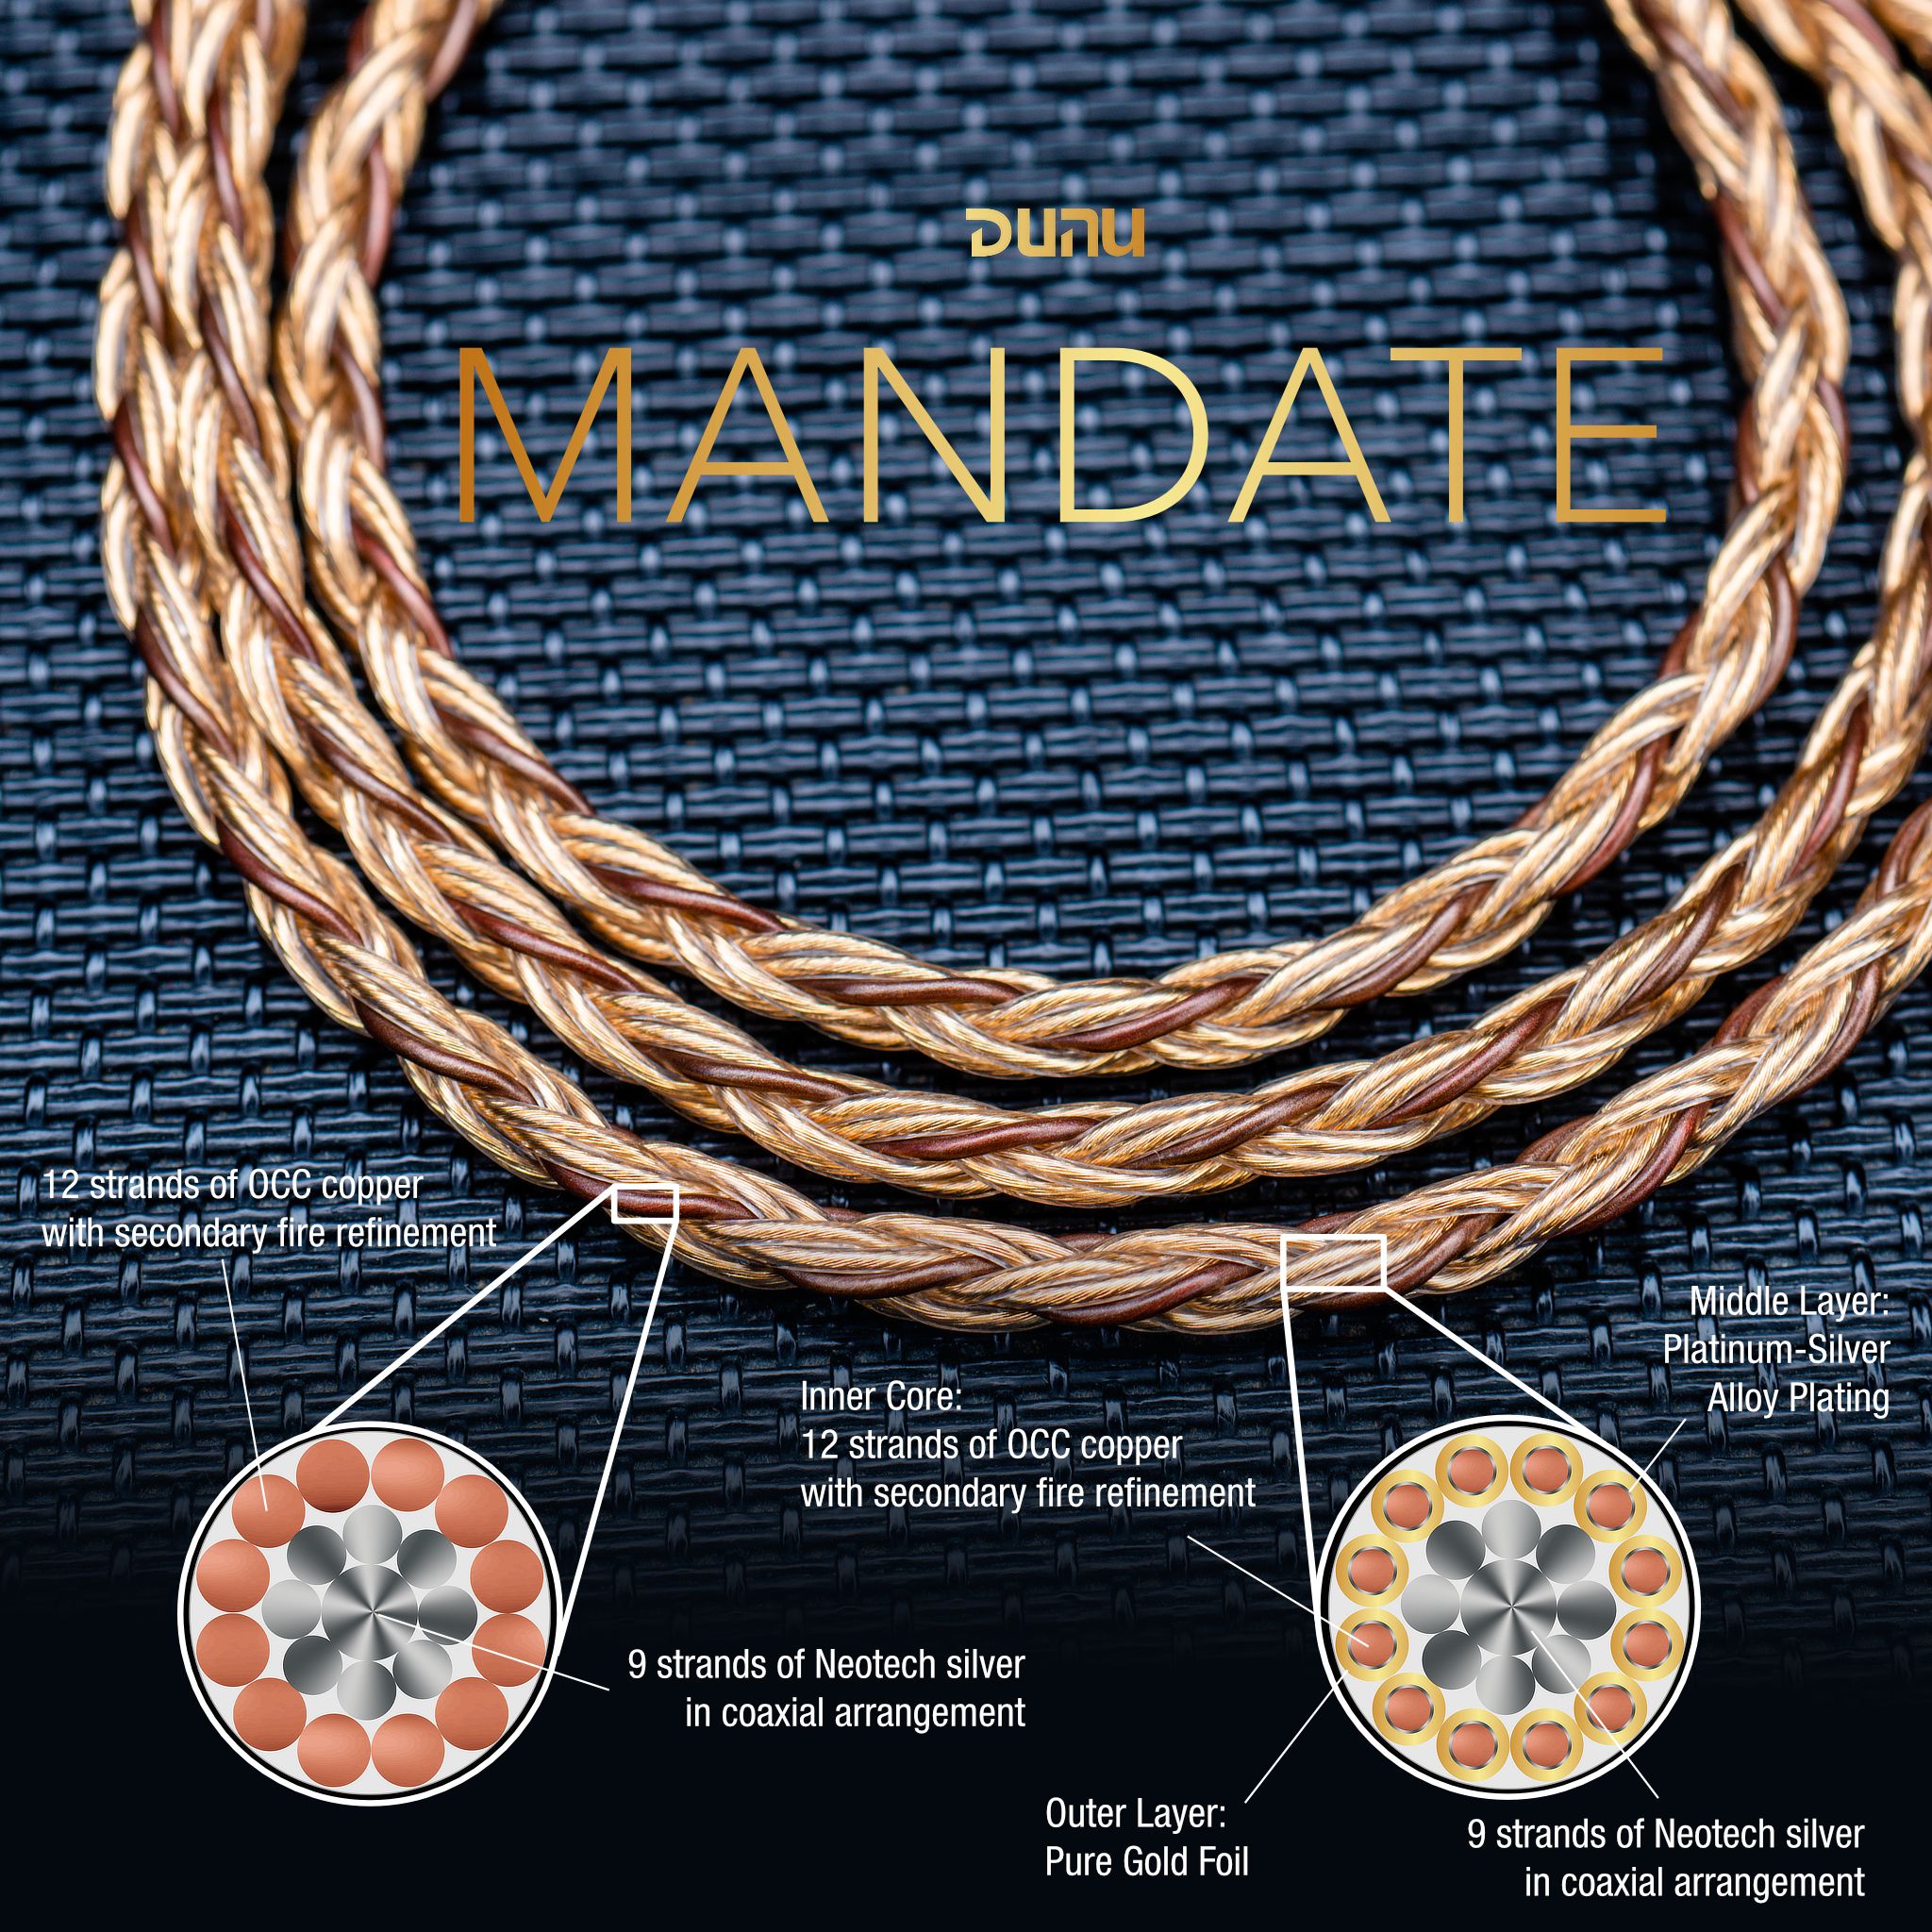 DUNU
MANDATE
12 strands of OCC copper
with secondary fire refinement
9 strands of Neotech silver
in coaxial arrangement
Inner Core:
12 strands of OCC copper
with secondary fire refinement
Middle Layer:
Platinum-Silver
Alloy Plating
Outer Layer:
Pure Gold Foil
9 strands of Neotech silver
in coaxial arrangement